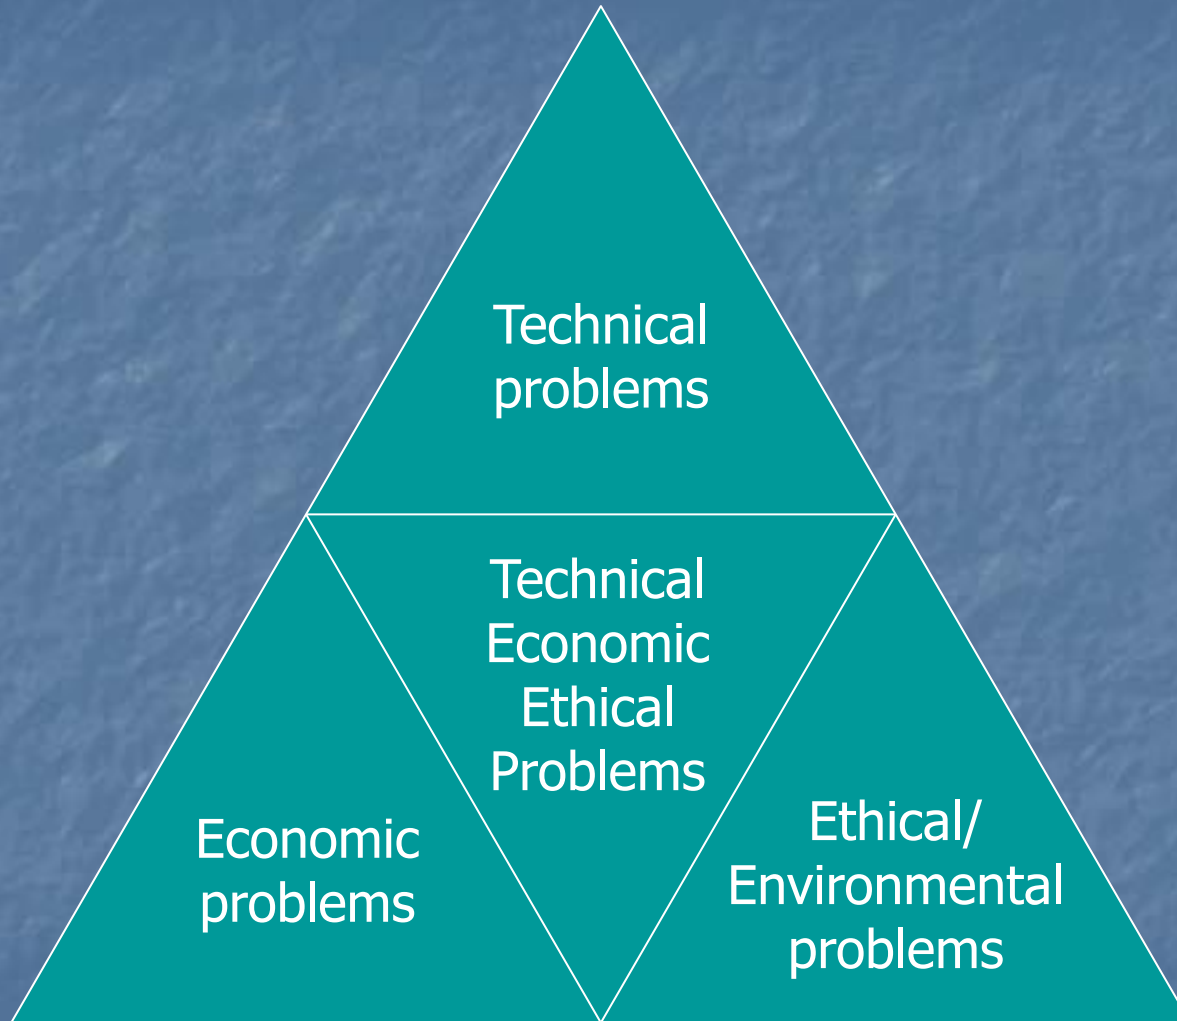 Technical
problems
Technical
Economic
Ethical
Problems
Economic
problems
Ethical/
Environmental
problems